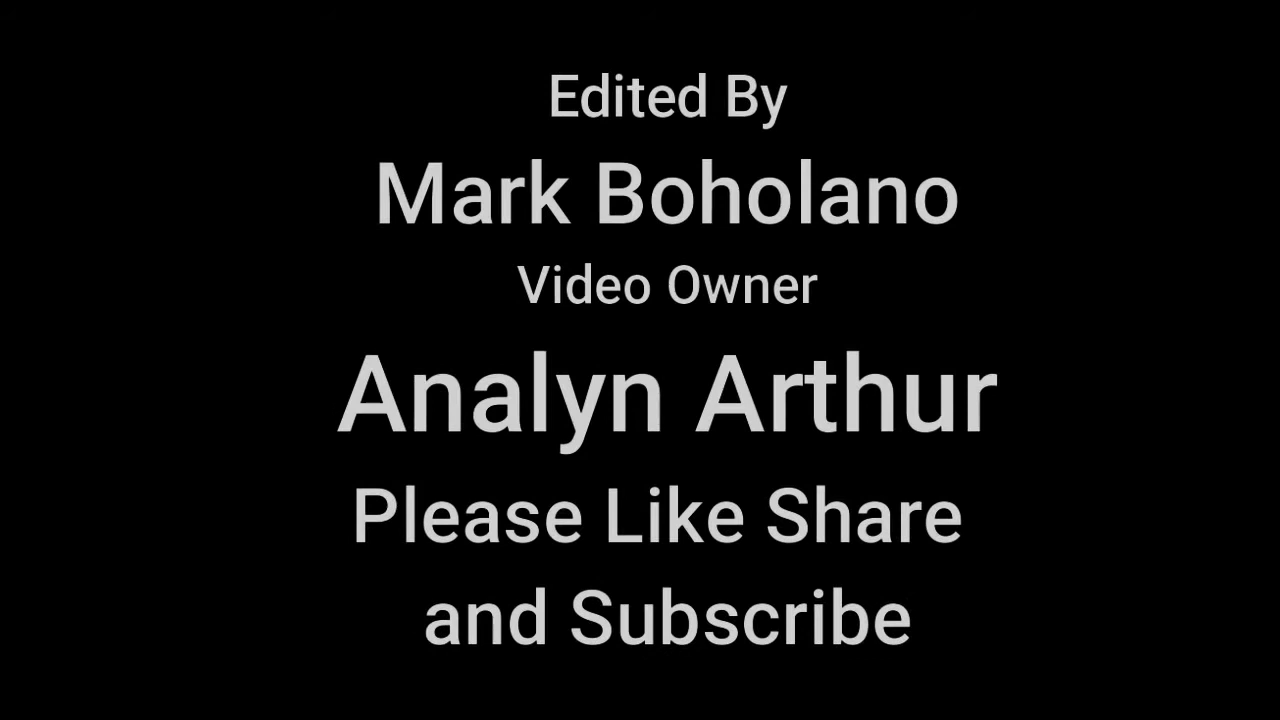 Edited By
Mark Boholano
Video Owner
Analyn Arthur
Please Like Share
and Subscribe